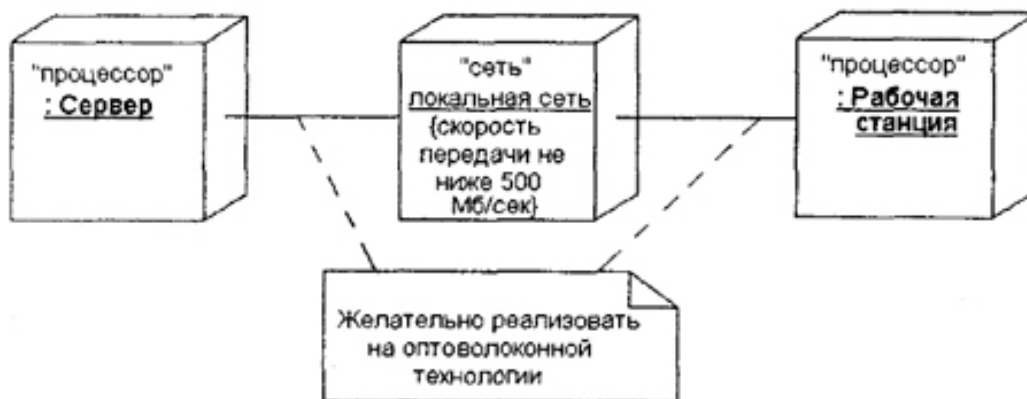 "процессор"
: Сервер
"сеть"
локальная сеть
{скорость
передачи не
ниже 500
Мб/сек}
"процессор"
: Рабочая
станция
Желательно реализовать
на оптоволоконной
технологии